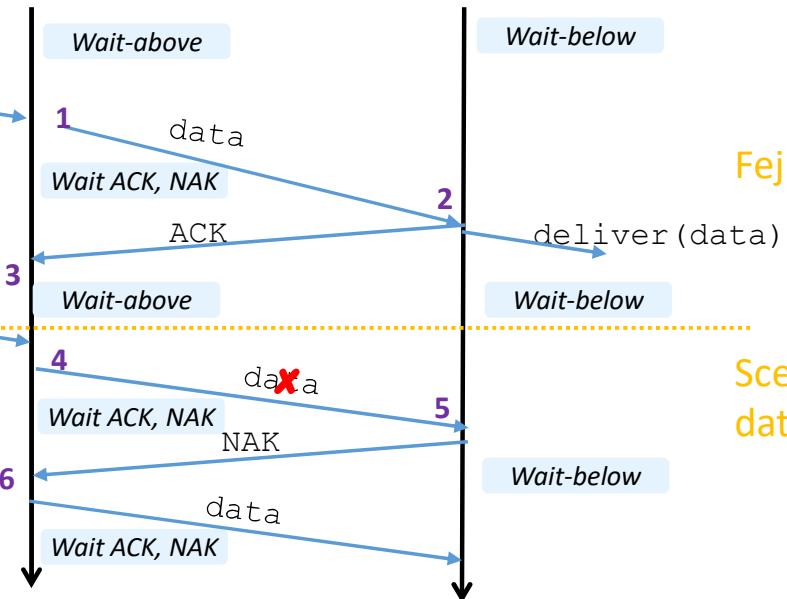 Wait-above
Wait-below
1
data
Wait ACK, NAK
2
Fej
ACK
deliver(data)
3
Wait-above
Wait-below
4
data
Sce
dat
Wait ACK, NAK
5
NAK
6
Wait-below
data
Wait ACK, NAK